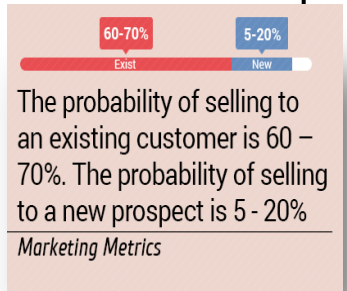 60-70%
5-20%
Exist
New
The probability of selling to
an existing customer is 60 –
70%. The probability of selling
to a new prospect is 5 - 20%
Marketing Metrics